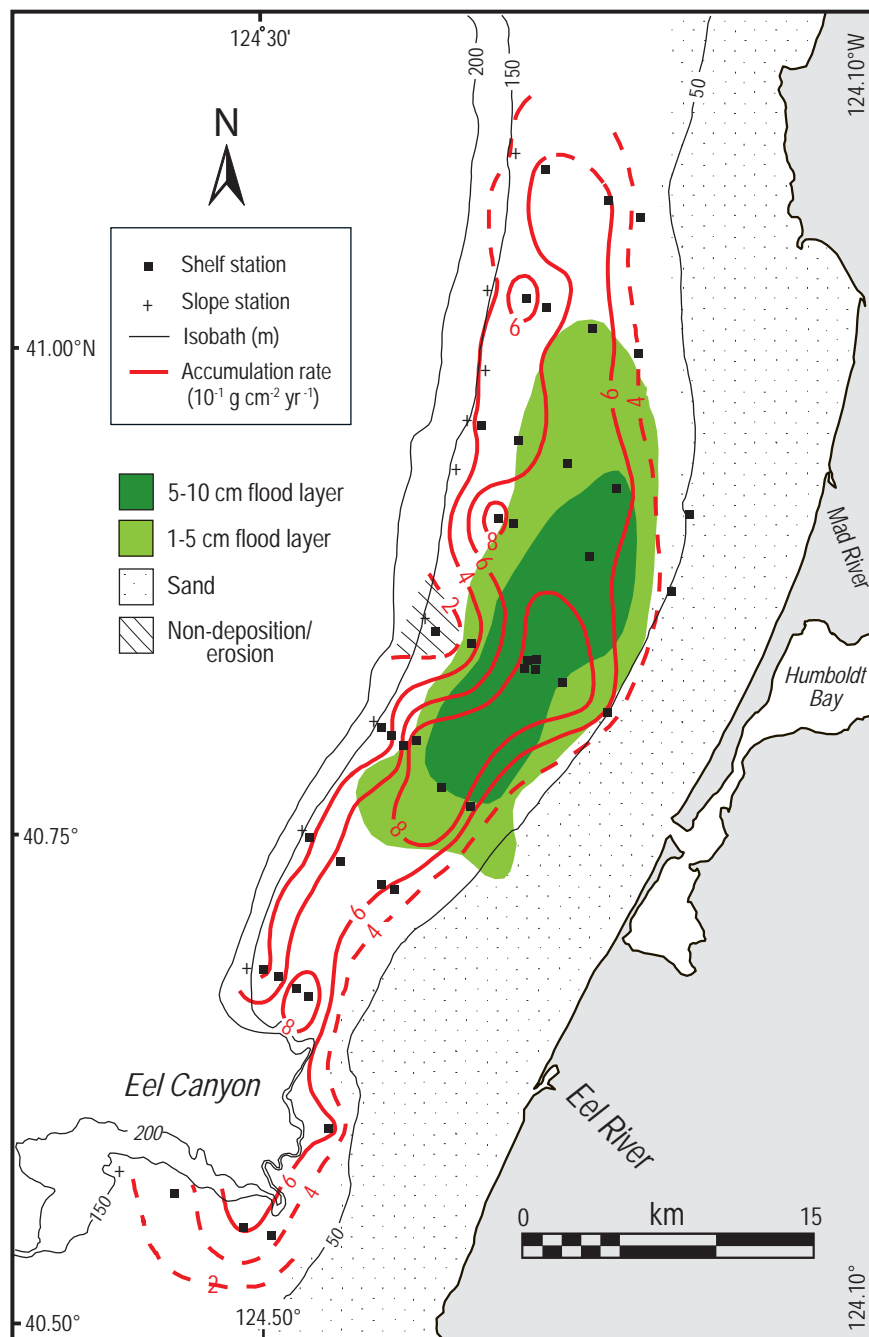 124°30'
200
150
50
124.10°W
N
Shelf station
Slope station
Isobath (m)
Accumulation rate
(10⁻¹ g cm⁻² yr⁻¹)
6
41.00°N
6
4
5-10 cm flood layer
1-5 cm flood layer
Sand
Non-deposition/
erosion
8
6
4
2
Mad River
Humboldt
Bay
8
40.75°
6
4
8
Eel Canyon
Eel River
200
150
6
4
50
2
0
km
15
40.50°
124.50°
124.10°